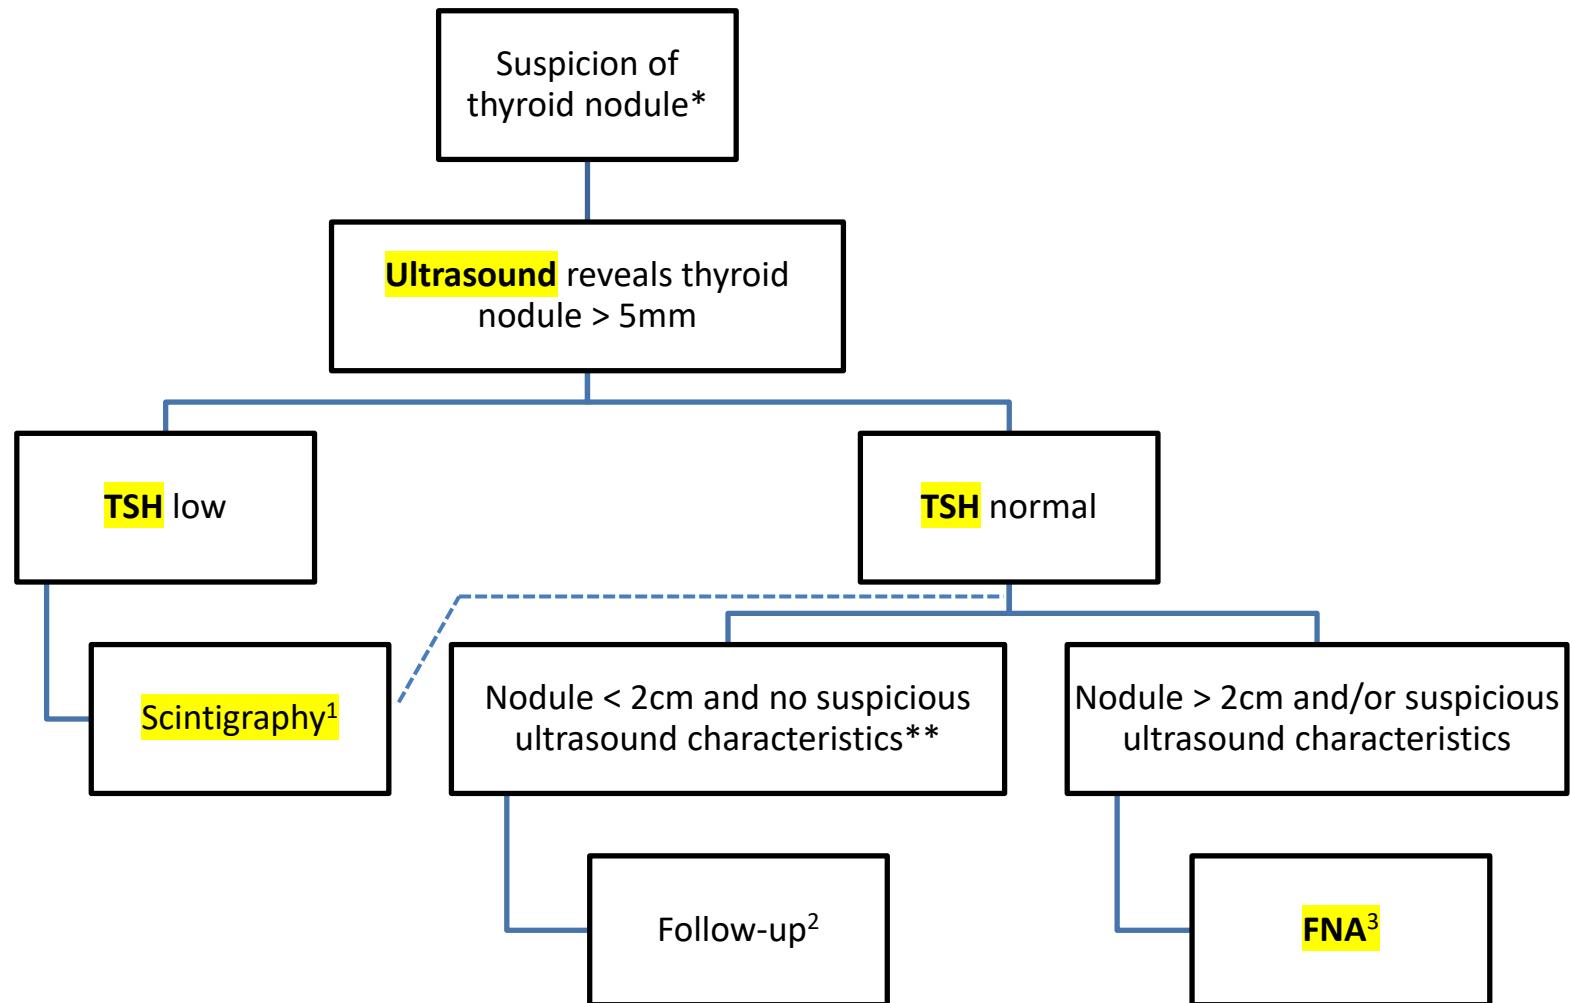 Suspicion of
thyroid nodule*
Ultrasound reveals thyroid
nodule > 5mm
TSH low
TSH normal
Scintigraphy¹
Nodule < 2cm and no suspicious
ultrasound characteristics**
Nodule > 2cm and/or suspicious
ultrasound characteristics
Follow-up²
FNA³